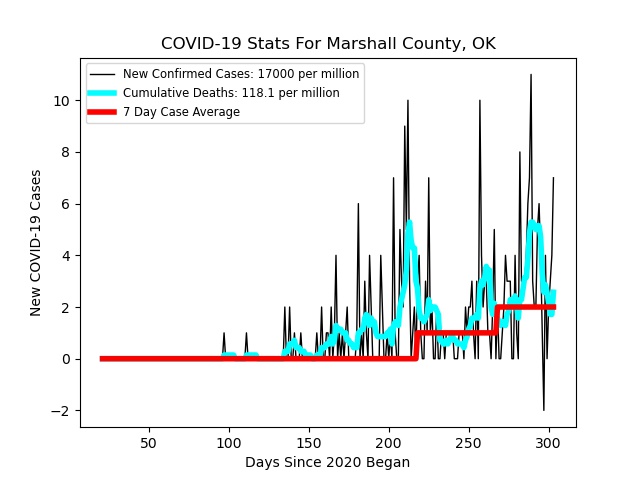 COVID-19 Stats For Marshall County, OK
New Confirmed Cases: 17000 per million
Cumulative Deaths: 118.1 per million
7 Day Case Average
New COVID-19 Cases
10
8
6
4
2
0
−2
50 100 150 200 250 300
Days Since 2020 Began